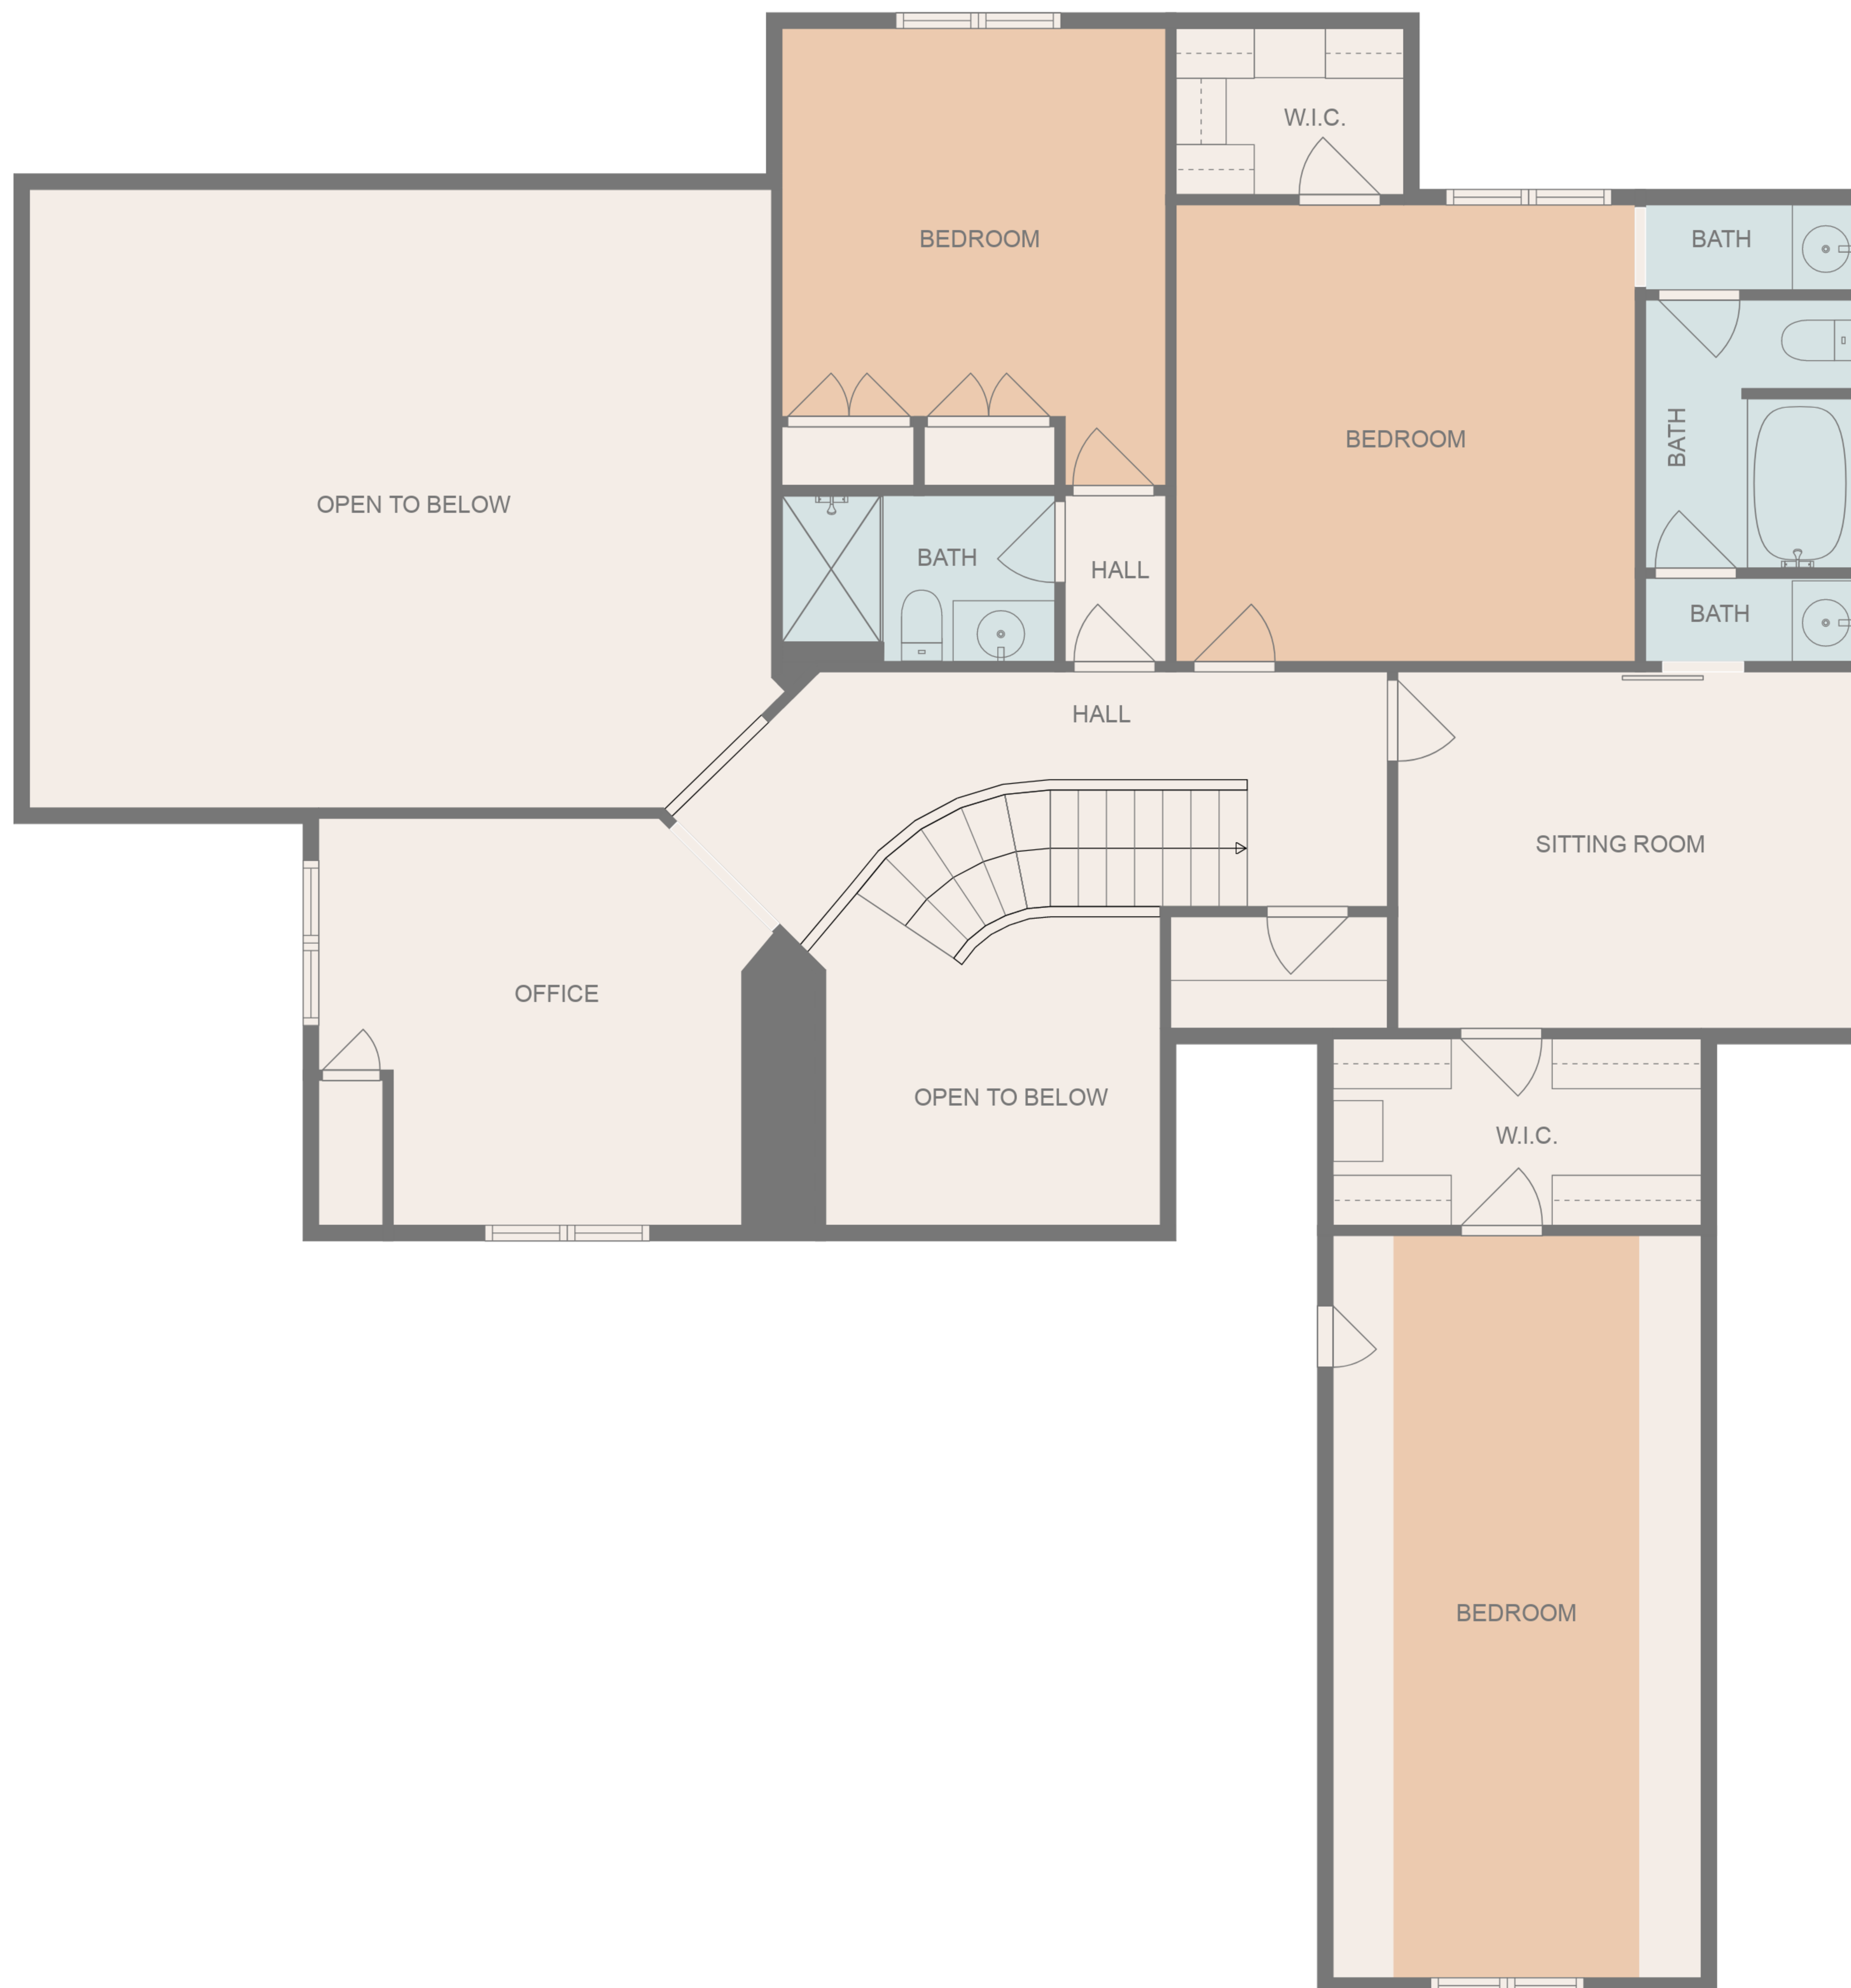 W.I.C.
BEDROOM
BATH
BEDROOM
BATH
OPEN TO BELOW
BATH
HALL
BATH
HALL
SITTING ROOM
OFFICE
OPEN TO BELOW
W.I.C.
BEDROOM